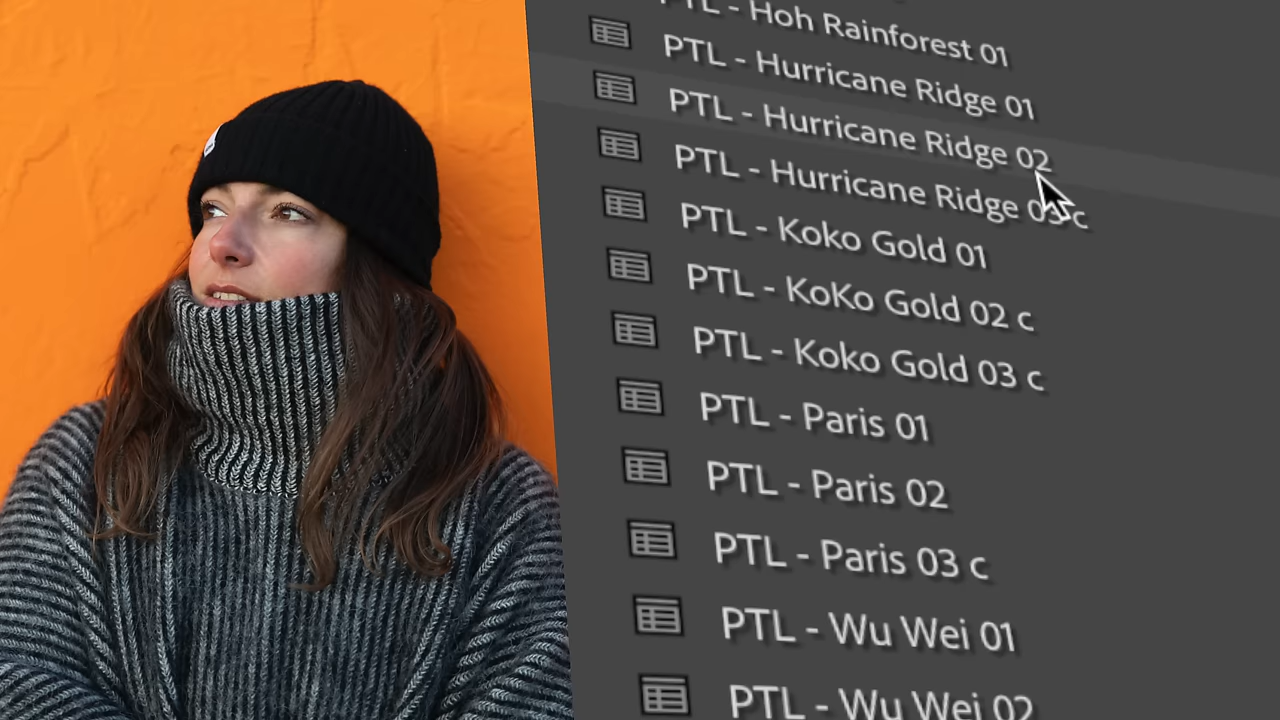 PTL - Hoh Rainforest 01
PTL - Hurricane Ridge 01
PTL - Hurricane Ridge 02
PTL - Hurricane Ridge 03 c
PTL - Koko Gold 01
PTL - KoKo Gold 02 c
PTL - Koko Gold 03 c
PTL - Paris 01
PTL - Paris 02
PTL - Paris 03 c
PTL - Wu Wei 01
PTL - Wu Wei 02